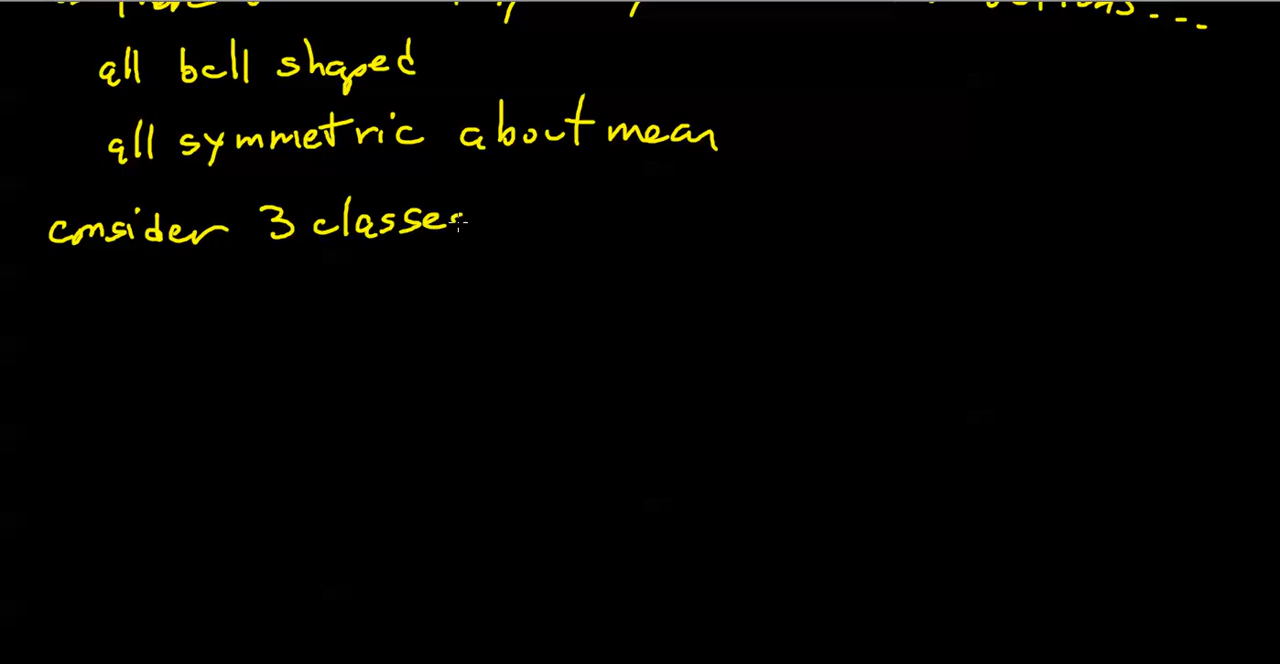 all bell shaped
all symmetric about mean
consider 3 classes